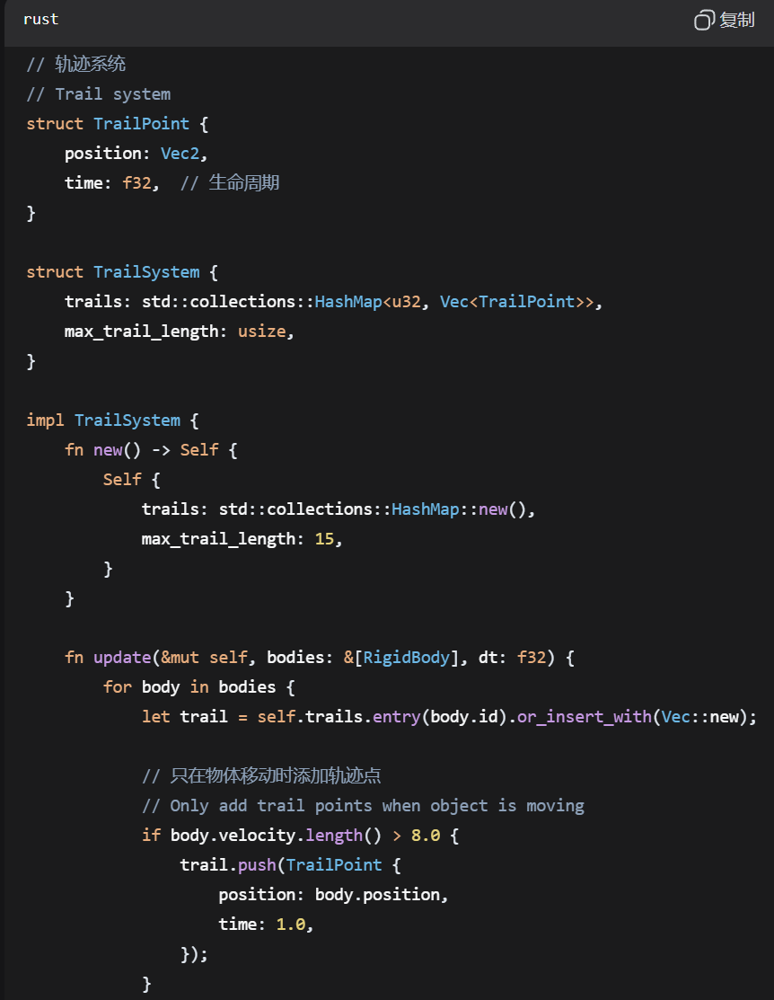 rust
复制
// 轨迹系统
// Trail system
struct TrailPoint {
    position: Vec2,
    time: f32,  // 生命周期
}

struct TrailSystem {
    trails: std::collections::HashMap<u32, Vec<TrailPoint>>,
    max_trail_length: usize,
}

impl TrailSystem {
    fn new() -> Self {
        Self {
            trails: std::collections::HashMap::new(),
            max_trail_length: 15,
        }
    }

    fn update(&mut self, bodies: &[RigidBody], dt: f32) {
        for body in bodies {
            let trail = self.trails.entry(body.id).or_insert_with(Vec::new);

            // 只在物体移动时添加轨迹点
            // Only add trail points when object is moving
            if body.velocity.length() > 8.0 {
                trail.push(TrailPoint {
                    position: body.position,
                    time: 1.0,
                });
            }